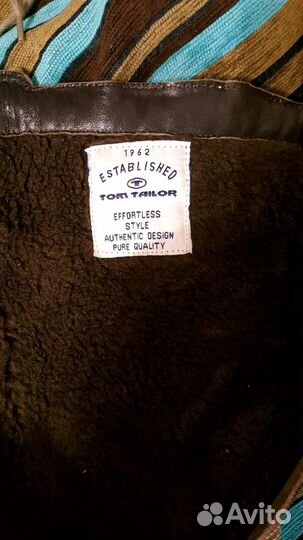 1962
ESTABLISHED
TOM TAILOR
EFFORTLESS
STYLE
AUTHENTIC DESIGN
PURE QUALITY
Avito